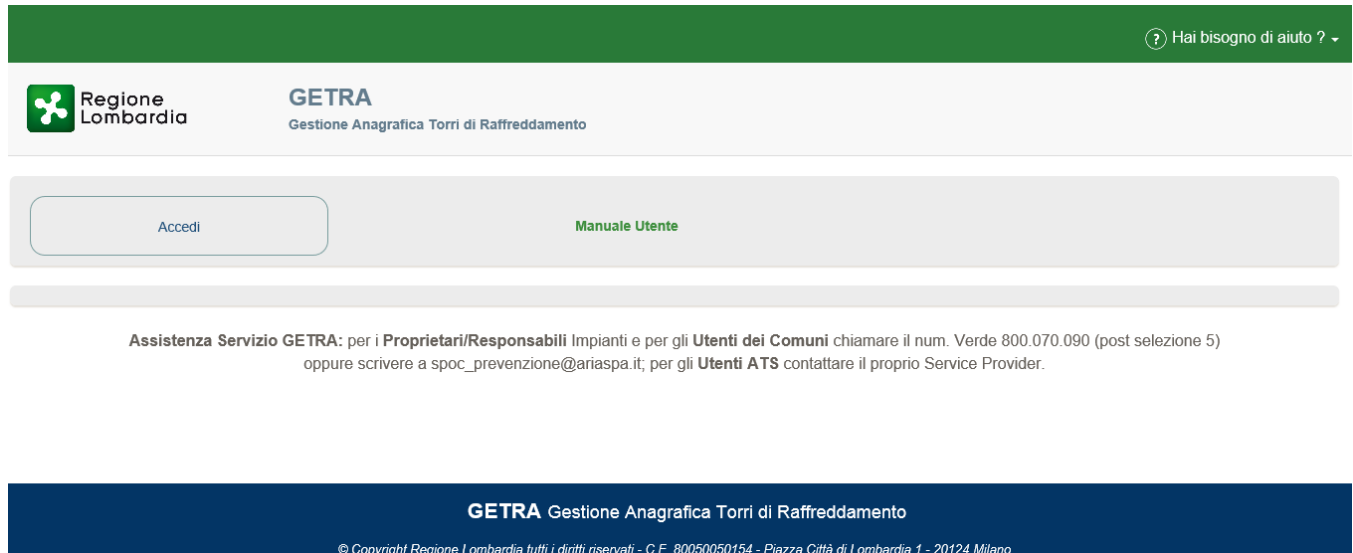 ? Hai bisogno di aiuto ?
Regione
Lombardia
GETRA
Gestione Anagrafica Torri di Raffreddamento
Accedi
Manuale Utente
Assistenza Servizio GETRA: per i Proprietari/Responsabili Impianti e per gli Utenti dei Comuni chiamare il num. Verde 800.070.090 (post selezione 5)
oppure scrivere a spoc_prevenzione@ariaspa.it; per gli Utenti ATS contattare il proprio Service Provider.
GETRA Gestione Anagrafica Torri di Raffreddamento
© Copyright Regione Lombardia tutti i diritti riservati - C.F. 80050050154 - Piazza Città di Lombardia 1 - 20124 Milano